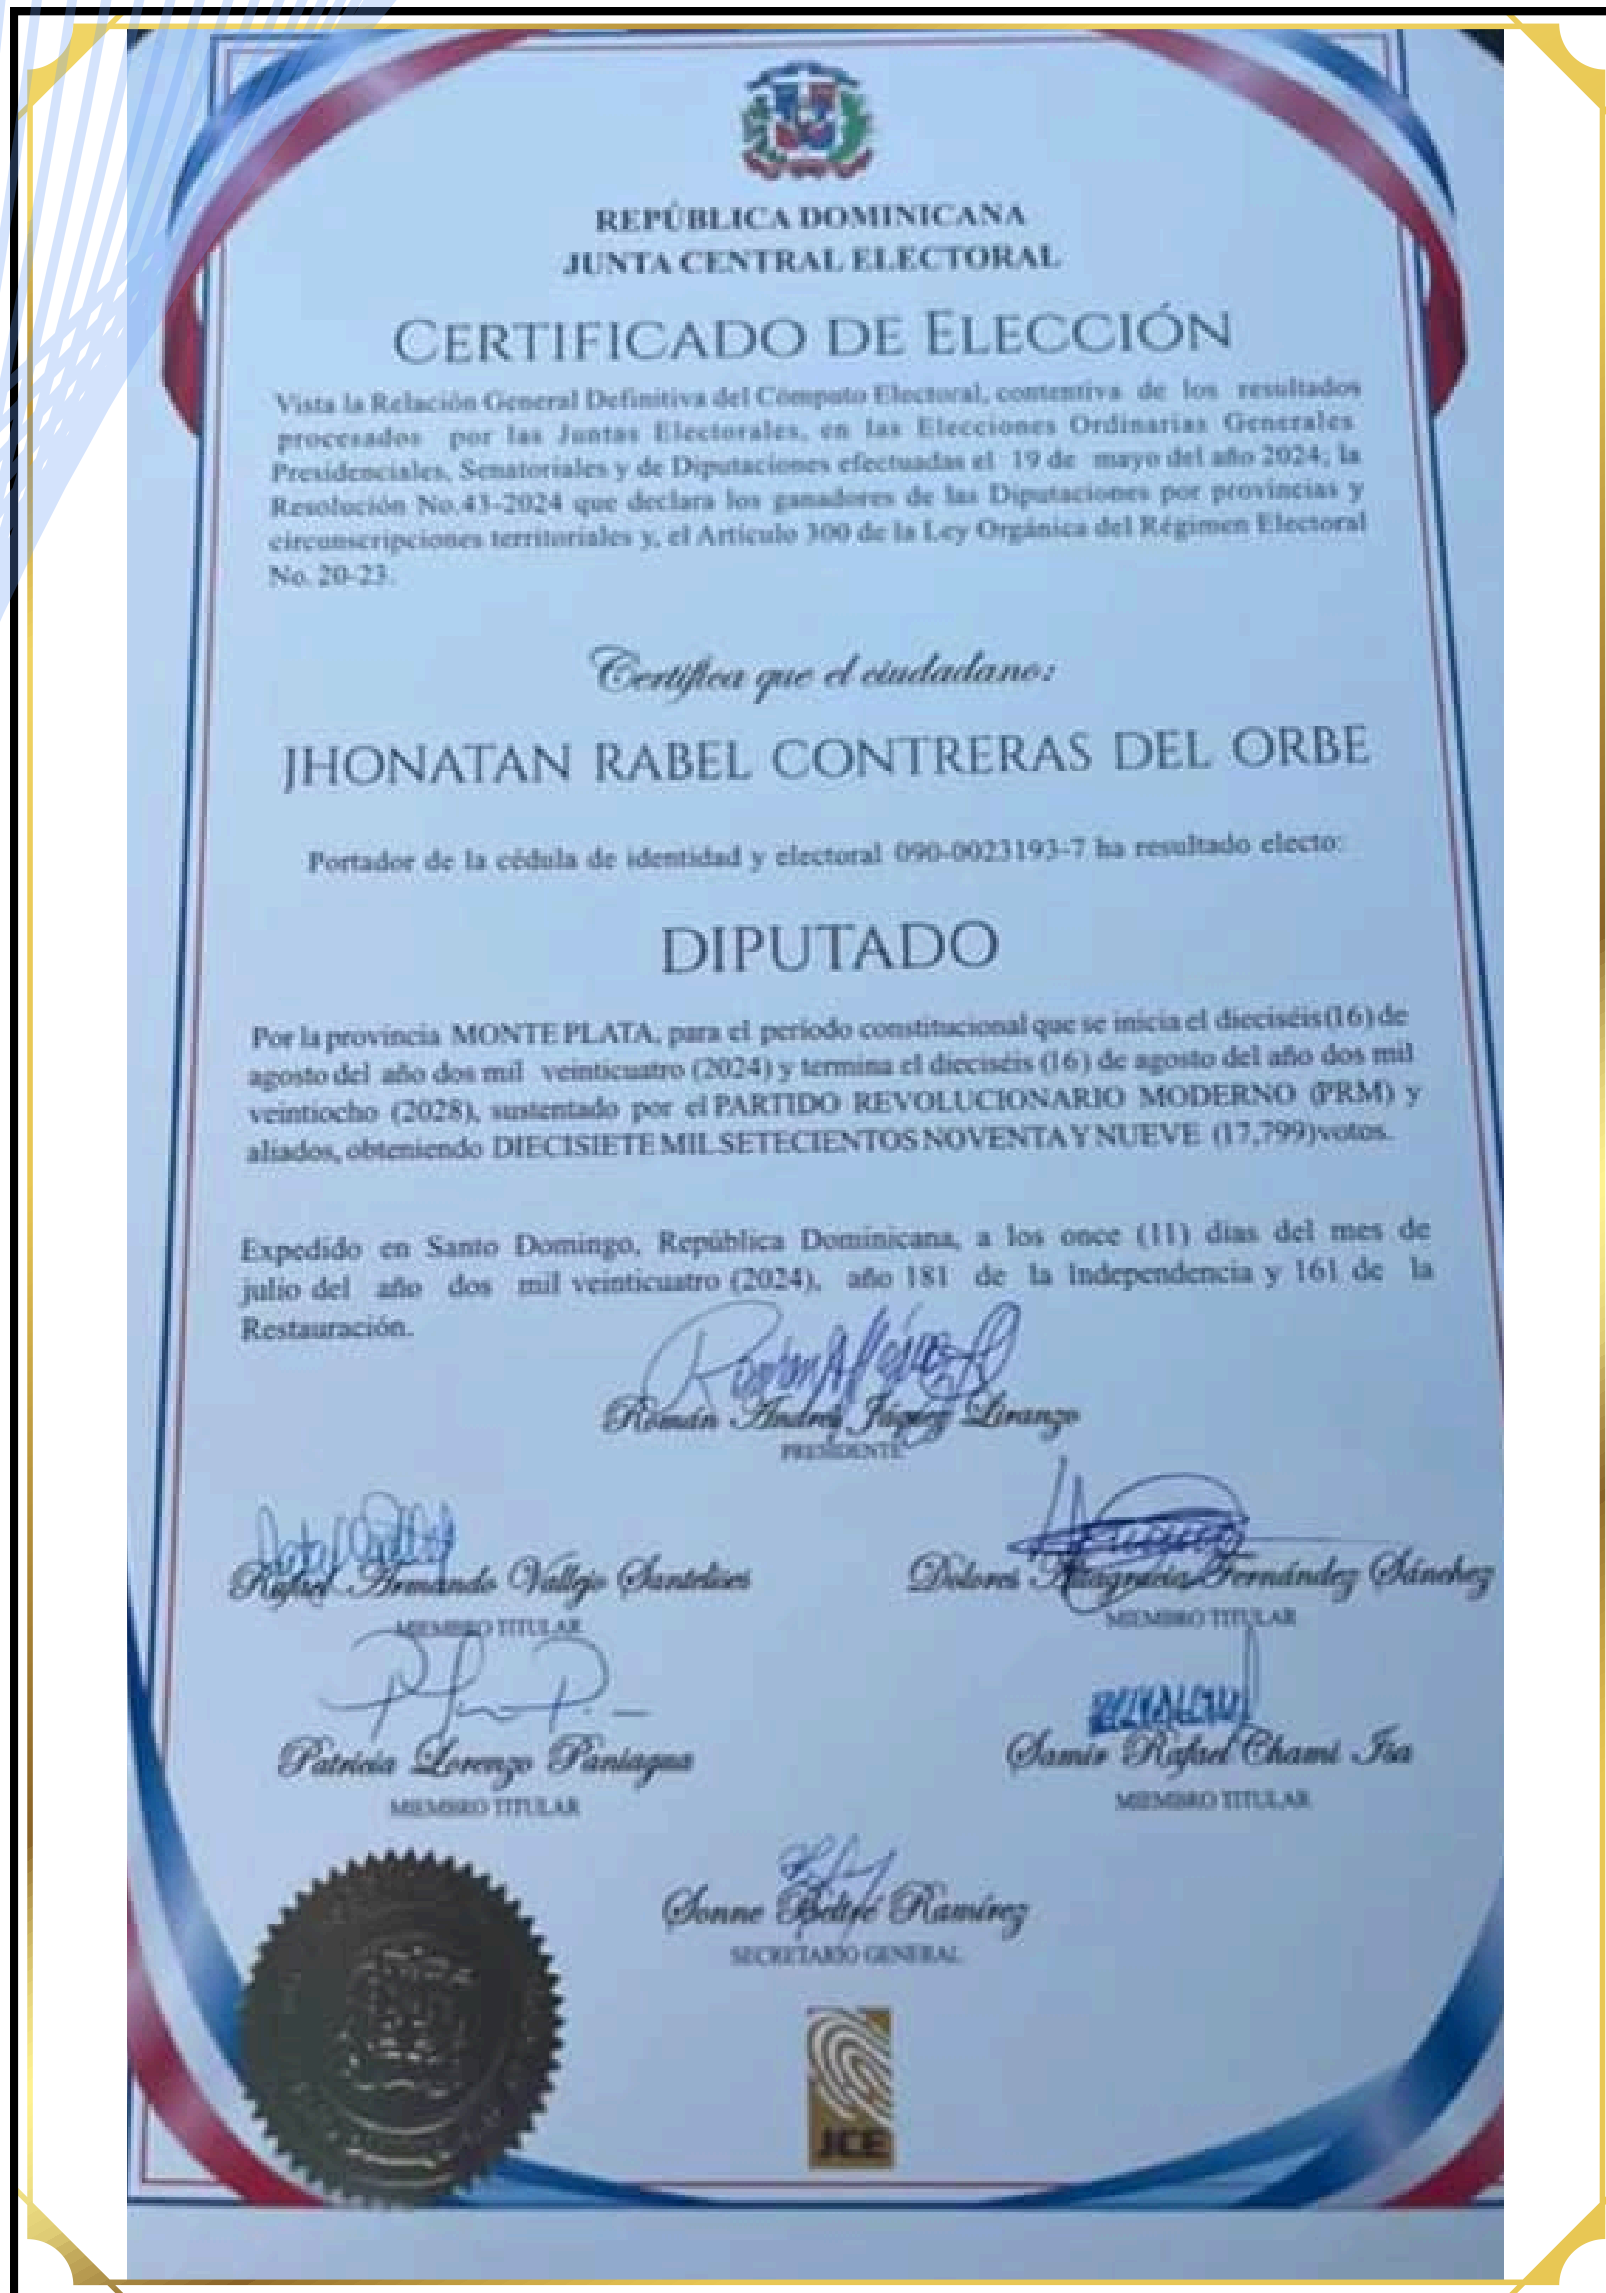 REPÚBLICA DOMINICANA
JUNTA CENTRAL ELECTORAL
CERTIFICADO DE ELECCIÓN
Vista la Relación General Definitiva del Cómputo Electoral, contentiva de los resultados
procesados por las Juntas Electorales, en las Elecciones Ordinarias Generales
Presidenciales, Senatoriales y de Diputaciones efectuadas el 19 de mayo del año 2024; la
Resolución No.43-2024 que declara los ganadores de las Diputaciones por provincias y
circunscripciones territoriales y, el Artículo 300 de la Ley Orgánica del Régimen Electoral
No. 20-23.
Certifica que el ciudadano:
JHONATAN RABEL CONTRERAS DEL ORBE
Portador de la cédula de identidad y electoral 090-0023193-7 ha resultado electo:
DIPUTADO
Por la provincia MONTE PLATA, para el período constitucional que se inicia el dieciséis (16) de
agosto del año dos mil veinticuatro (2024) y termina el dieciséis (16) de agosto del año dos mil
veintiocho (2028), sustentado por el PARTIDO REVOLUCIONARIO MODERNO (PRM) y
aliados, obteniendo DIECISIETE MIL SETECIENTOS NOVENTA Y NUEVE (17,799) votos.
Expedido en Santo Domingo, República Dominicana, a los once (11) días del mes de
julio del año dos mil veinticuatro (2024), año 181 de la Independencia y 161 de la
Restauración.
Román Andrés Jáquez Liranzo
PRESIDENTE
Rafael Armando Vallejo Santelises
MIEMBRO TITULAR
Dolores Altagracia Fernández Sánchez
MIEMBRO TITULAR
Patricia Lorenzo Paniagua
MIEMBRO TITULAR
Samir Rafael Chami Isa
MIEMBRO TITULAR
Sonne Beltré Ramírez
SECRETARIO GENERAL
JCE